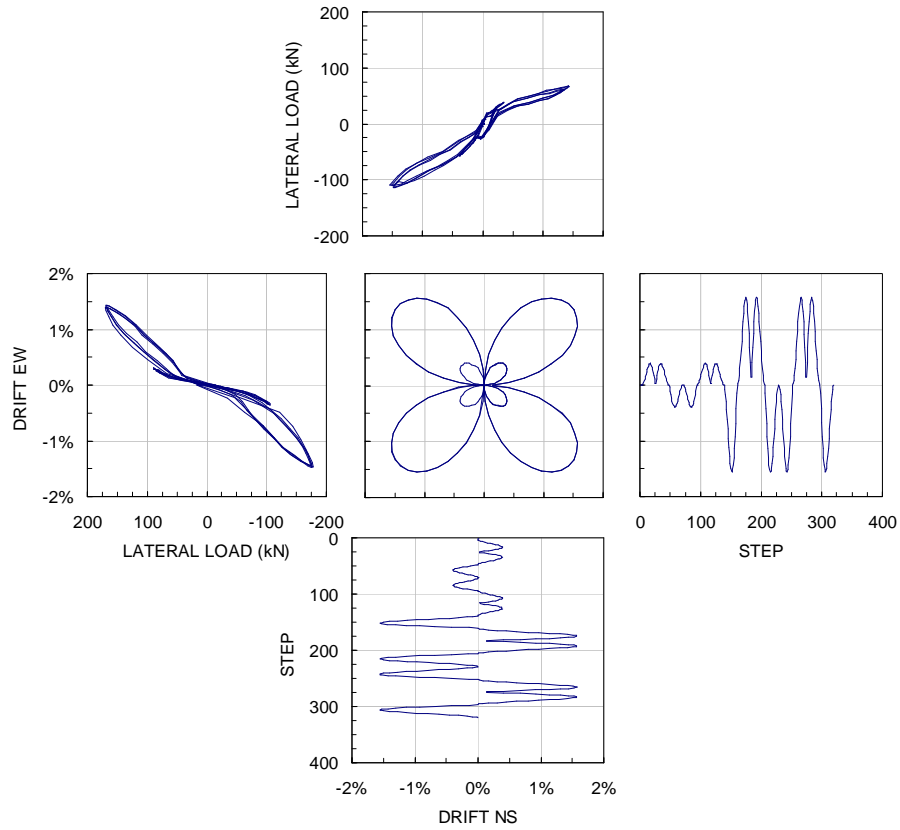 200
100
0
-100
-200
LATERAL LOAD (kN)
2%
1%
0%
-1%
-2%
DRIFT EW
200 100 0 -100 -200
LATERAL LOAD (kN)
0 100 200 300 400
STEP
0
100
200
300
400
STEP
-2% -1% 0% 1% 2%
DRIFT NS